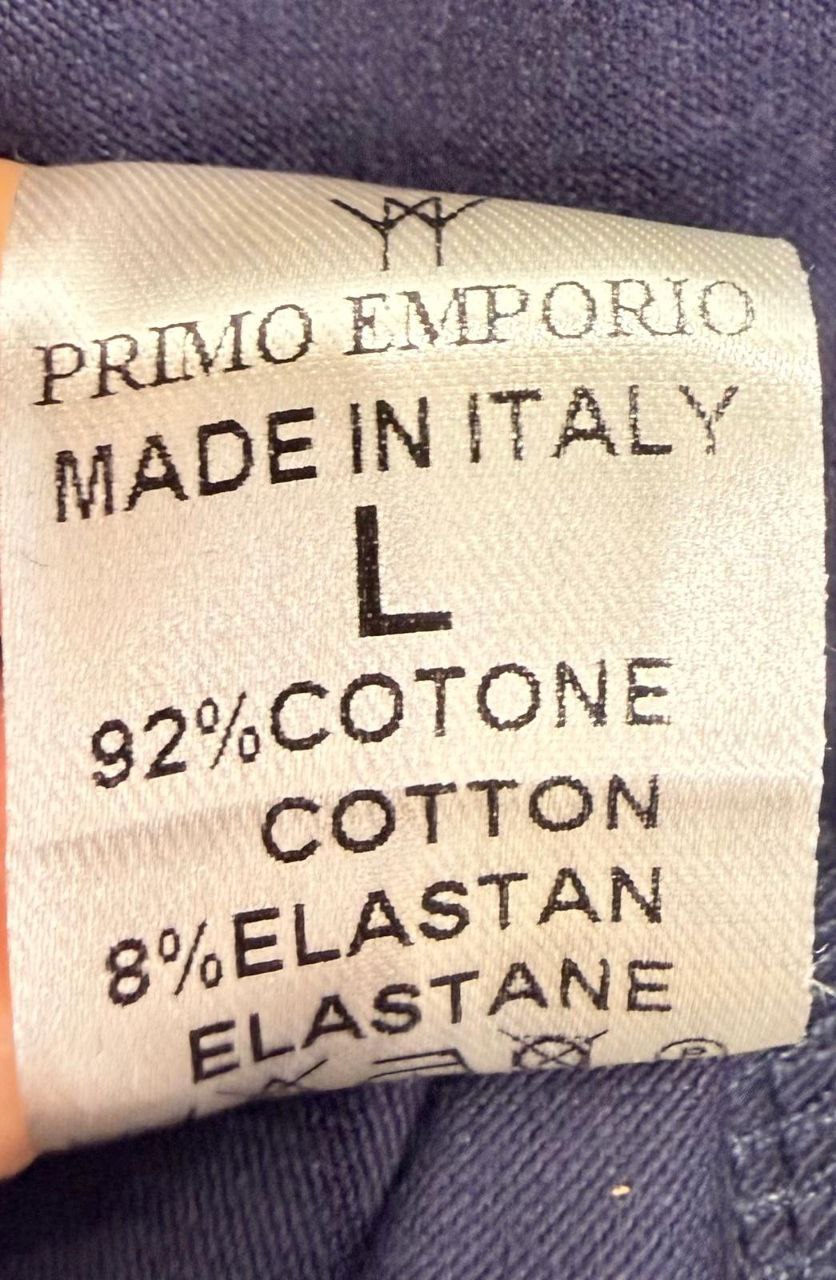 PRIMO EMPORIO
MADE IN ITALY
L
92%COTONE
COTTON
8%ELASTAN
ELASTANE
P